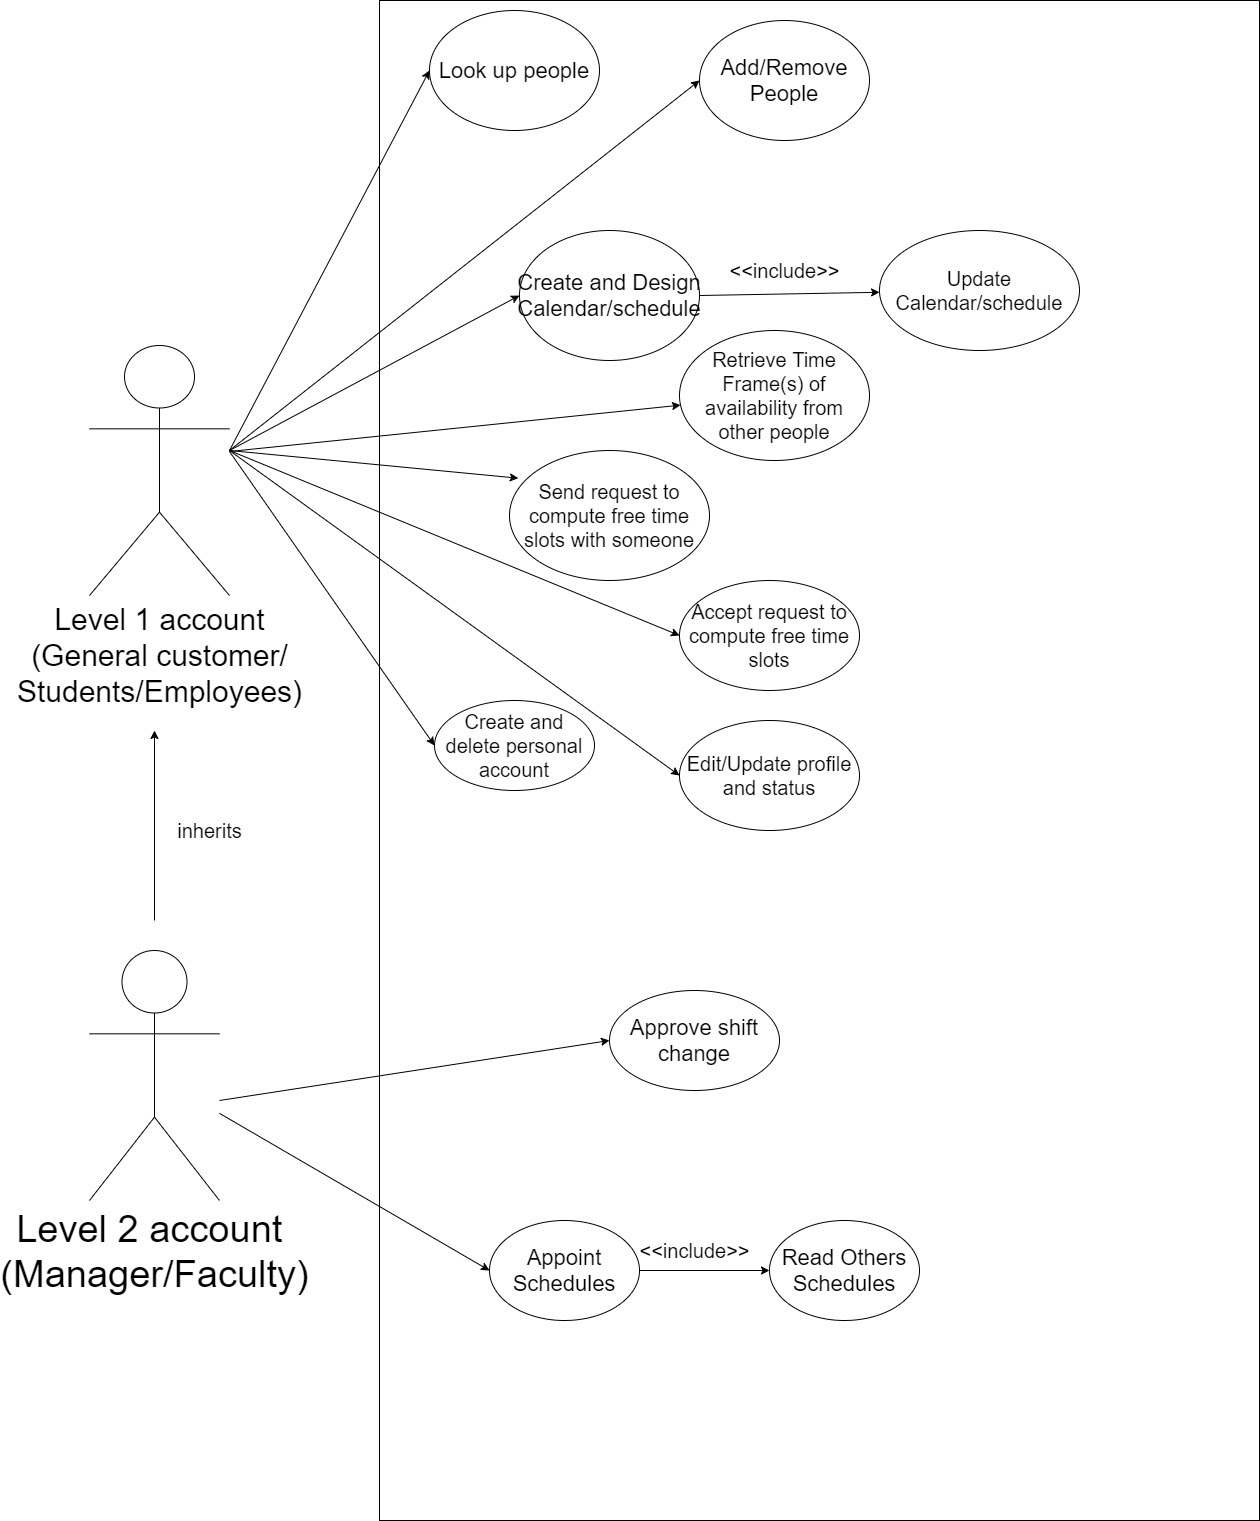 Look up people
Add/Remove
People
Create and Design
Calendar/schedule
<<include>>
Update
Calendar/schedule
Retrieve Time
Frame(s) of
availability from
other people
Send request to
compute free time
slots with someone
Accept request to
compute free time
slots
Create and
delete personal
account
Edit/Update profile
and status
Level 1 account
(General customer/
Students/Employees)
inherits
Approve shift
change
Level 2 account
(Manager/Faculty)
Appoint
Schedules
<<include>>
Read Others
Schedules